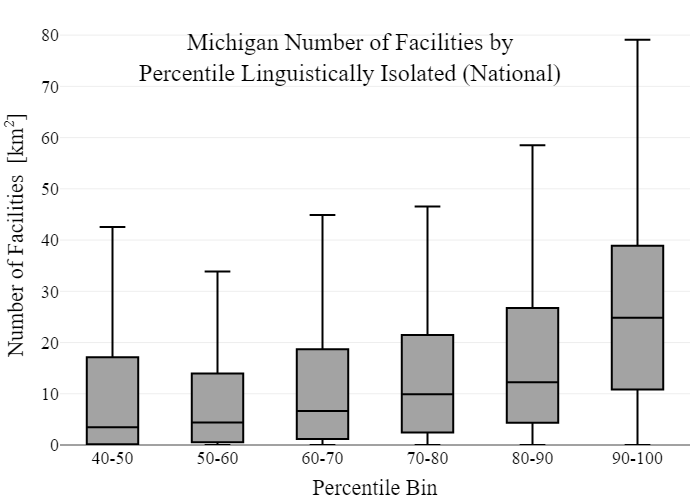 Michigan Number of Facilities by
Percentile Linguistically Isolated (National)
Number of Facilities [km²]
80
70
60
50
40
30
20
10
0
40-50 50-60 60-70 70-80 80-90 90-100
Percentile Bin